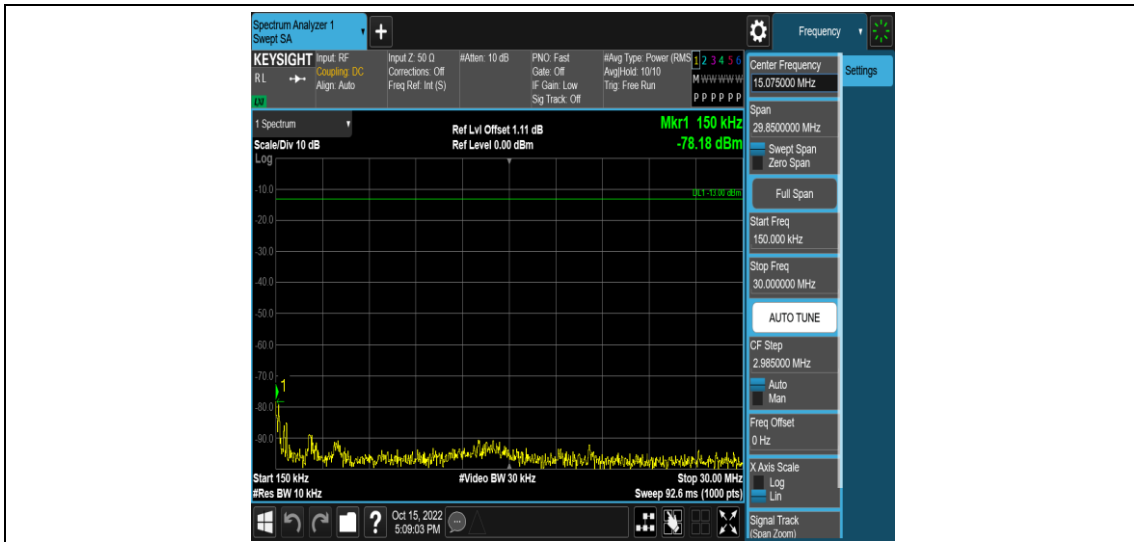 Spectrum Analyzer 1
Swept SA
+
Frequency
KEYSIGHT
RL
LXI
Input: RF
Coupling: DC
Align: Auto
Input Z: 50 Ω
Corrections: Off
Freq Ref: Int (S)
#Atten: 10 dB
PNO: Fast
Gate: Off
IF Gain: Low
Sig Track: Off
#Avg Type: Power (RMS
Avg|Hold: 10/10
Trig: Free Run
1 2 3 4 5 6
M W W W W W
P P P P P P
1 Spectrum
Scale/Div 10 dB
Log
Ref Lvl Offset 1.11 dB
Ref Level 0.00 dBm
Mkr1 150 kHz
-78.18 dBm
DL1 -13.00 dBm
-10.0
-20.0
-30.0
-40.0
-50.0
-60.0
-70.0
-80.0
-90.0
1
Start 150 kHz
#Video BW 30 kHz
Stop 30.00 MHz
#Res BW 10 kHz
Sweep 92.6 ms (1000 pts)
?
Oct 15, 2022
5:09:03 PM
Center Frequency
15.075000 MHz
Settings
Span
29.8500000 MHz
Swept Span
Zero Span
Full Span
Start Freq
150.000 kHz
Stop Freq
30.000000 MHz
AUTO TUNE
CF Step
2.985000 MHz
Auto
Man
Freq Offset
0 Hz
X Axis Scale
Log
Lin
Signal Track
(Span Zoom)